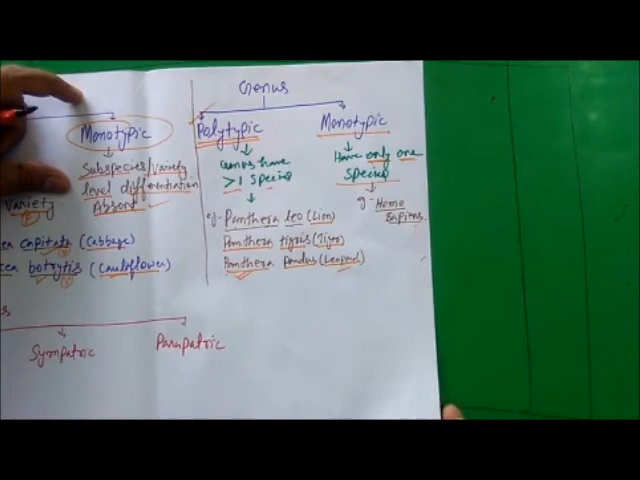 Genus
Monotypic
Polytypic
Monotypic
Subspecies/Variety
level differentiation
Absent
Genus have
>1 Species
Have only one
Species
Variety
eg- Panthera leo (Lion)
Panthera tigris (Tiger)
Panthera pardus (Leopard)
eg- Homo
sapiens.
capitata (Cabbage)
botrytis (Cauliflower)
Sympatric
Parapatric